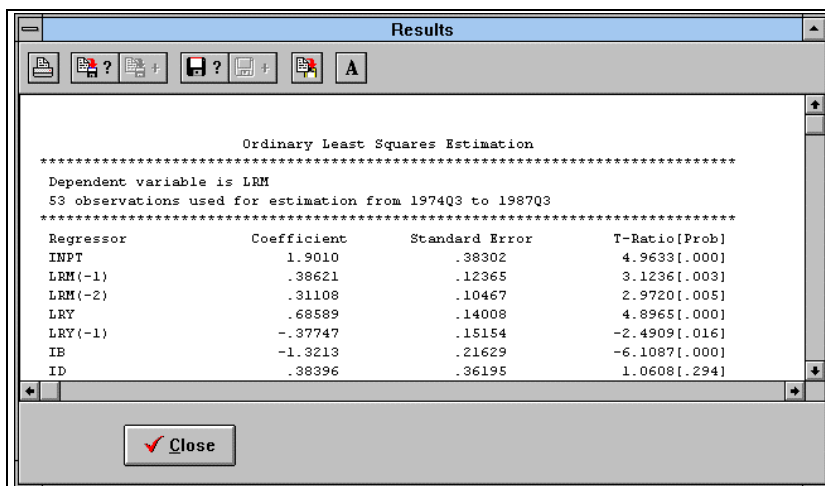 Results
? + ? + A
Ordinary Least Squares Estimation
*******************************************************************************
Dependent variable is LRM
53 observations used for estimation from 1974Q3 to 1987Q3
*******************************************************************************
Regressor Coefficient Standard Error T-Ratio[Prob]
INPT 1.9010 .38302 4.9633[.000]
LRM(-1) .38621 .12365 3.1236[.003]
LRM(-2) .31108 .10467 2.9720[.005]
LRY .68589 .14008 4.8965[.000]
LRY(-1) -.37747 .15154 -2.4909[.016]
IB -1.3213 .21629 -6.1087[.000]
ID .38396 .36195 1.0608[.294]
Close